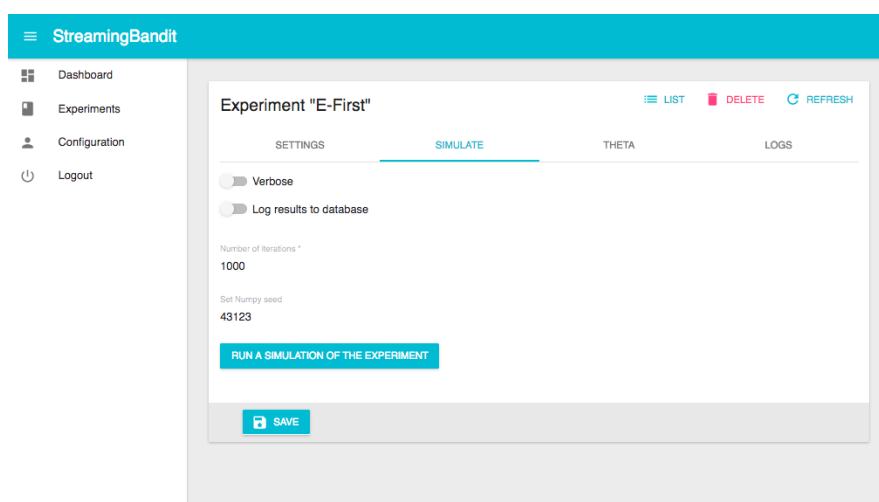 StreamingBandit
Dashboard
Experiments
Configuration
Logout
Experiment "E-First"
LIST DELETE REFRESH
SETTINGS SIMULATE THETA LOGS
Verbose
Log results to database
Number of iterations *
1000
Set Numpy seed
43123
RUN A SIMULATION OF THE EXPERIMENT
SAVE